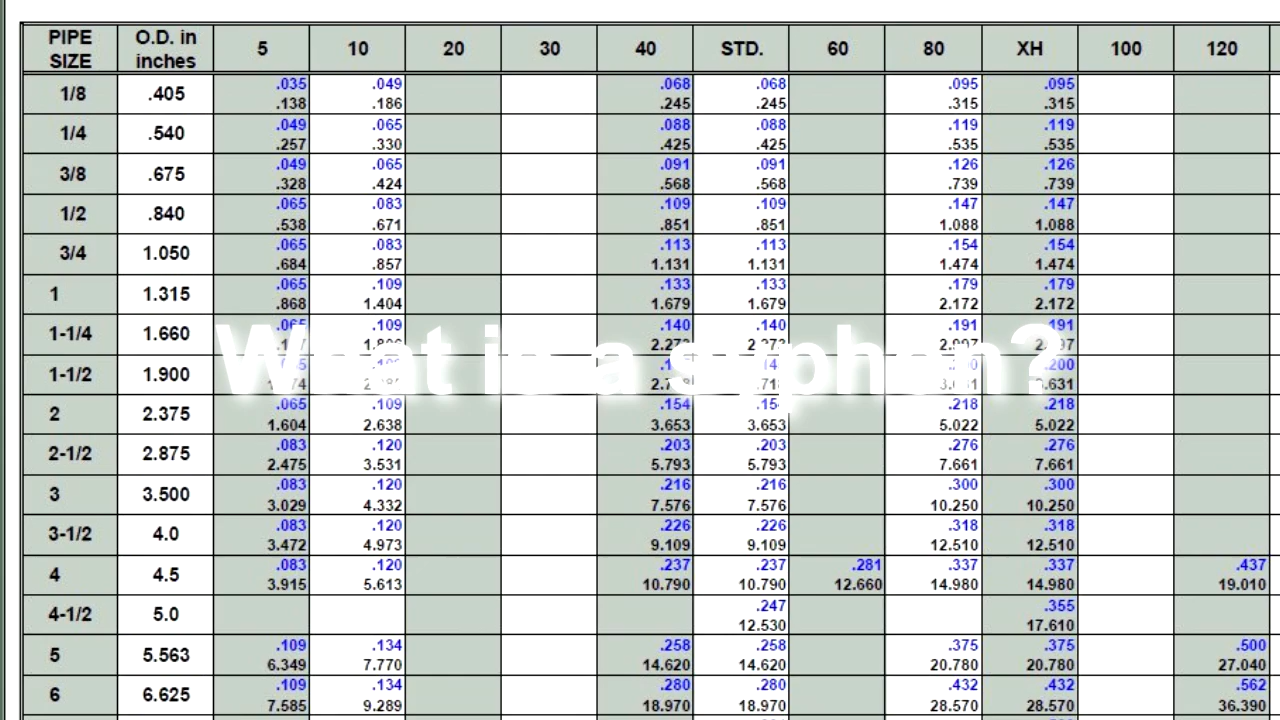 PIPE SIZE O.D. in inches 5 10 20 30 40 STD. 60 80 XH 100 120
.035 .049 .068 .068 .095 .095
1/8 .405
.138 .186 .245 .245 .315 .315
.049 .065 .088 .088 .119 .119
1/4 .540
.257 .330 .425 .425 .535 .535
.049 .065 .091 .091 .126 .126
3/8 .675
.328 .424 .568 .568 .739 .739
.065 .083 .109 .109 .147 .147
1/2 .840
.538 .671 .851 .851 1.088 1.088
.065 .083 .113 .113 .154 .154
3/4 1.050
.684 .857 1.131 1.131 1.474 1.474
.065 .109 .133 .133 .179 .179
1 1.315
.868 1.404 1.679 1.679 2.172 2.172
.065 .109 .140 .140 .191 .191
1-1/4 1.660
What is a syphon?
1-1/2 1.900
.065 .109 .154 .218 .218
2 2.375
1.604 2.638 3.653 3.653 5.022 5.022
.083 .120 .203 .203 .276 .276
2-1/2 2.875
2.475 3.531 5.793 5.793 7.661 7.661
.083 .120 .216 .216 .300 .300
3 3.500
3.029 4.332 7.576 7.576 10.250 10.250
.083 .120 .226 .226 .318 .318
3-1/2 4.0
3.472 4.973 9.109 9.109 12.510 12.510
.083 .120 .237 .237 .281 .337 .337 .437
4 4.5
3.915 5.613 10.790 10.790 12.660 14.980 14.980 19.010
.247 .355
4-1/2 5.0
12.530 17.610
.109 .134 .258 .258 .375 .375 .500
5 5.563
6.349 7.770 14.620 14.620 20.780 20.780 27.040
.109 .134 .280 .280 .432 .432 .562
6 6.625
7.585 9.289 18.970 18.970 28.570 28.570 36.390